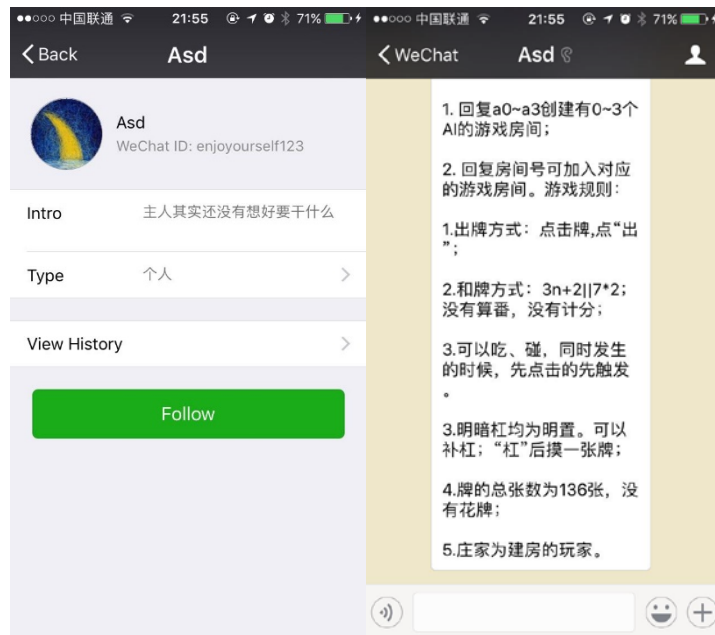 ●●○○○ 中国联通 21:55 71%
Back Asd
Asd
WeChat ID: enjoyourself123
Intro 主人其实还没有想好要干什么
Type 个人
View History
Follow
●●○○○ 中国联通 21:55 71%
WeChat Asd
1. 回复a0~a3创建有0~3个
AI的游戏房间;
2. 回复房间号可加入对应
的游戏房间。游戏规则:
1.出牌方式:点击牌,点“出
”;
2.和牌方式:3n+2||7*2;
没有算番,没有计分;
3.可以吃、碰,同时发生
的时候,先点击的先触发
。
3.明暗杠均为明置。可以
补杠;“杠”后摸一张牌;
4.牌的总张数为136张,没
有花牌;
5.庄家为建房的玩家。